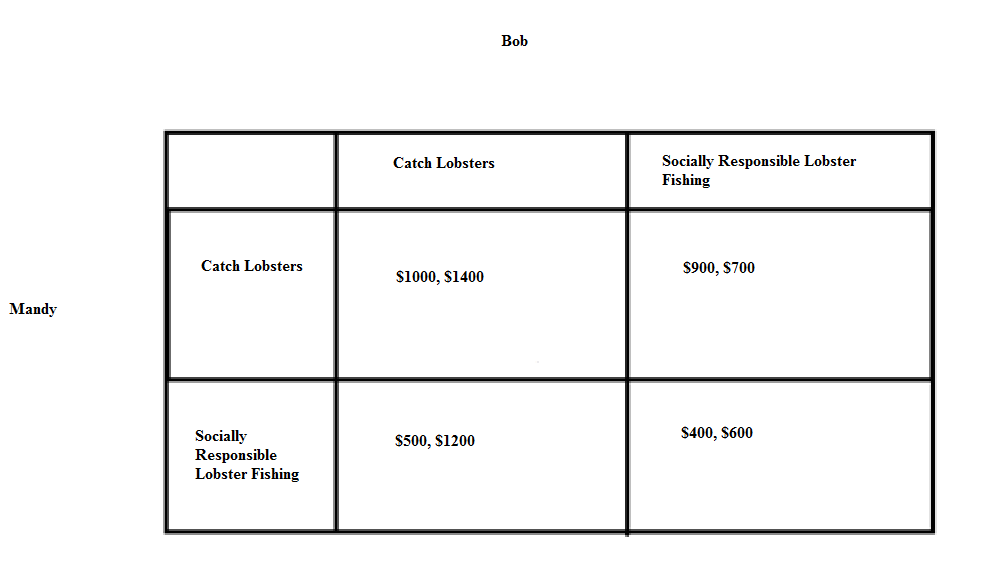 Bob
Catch Lobsters
Socially Responsible Lobster
Fishing
Catch Lobsters
$1000, $1400
$900, $700
Mandy
Socially
Responsible
Lobster Fishing
$500, $1200
$400, $600